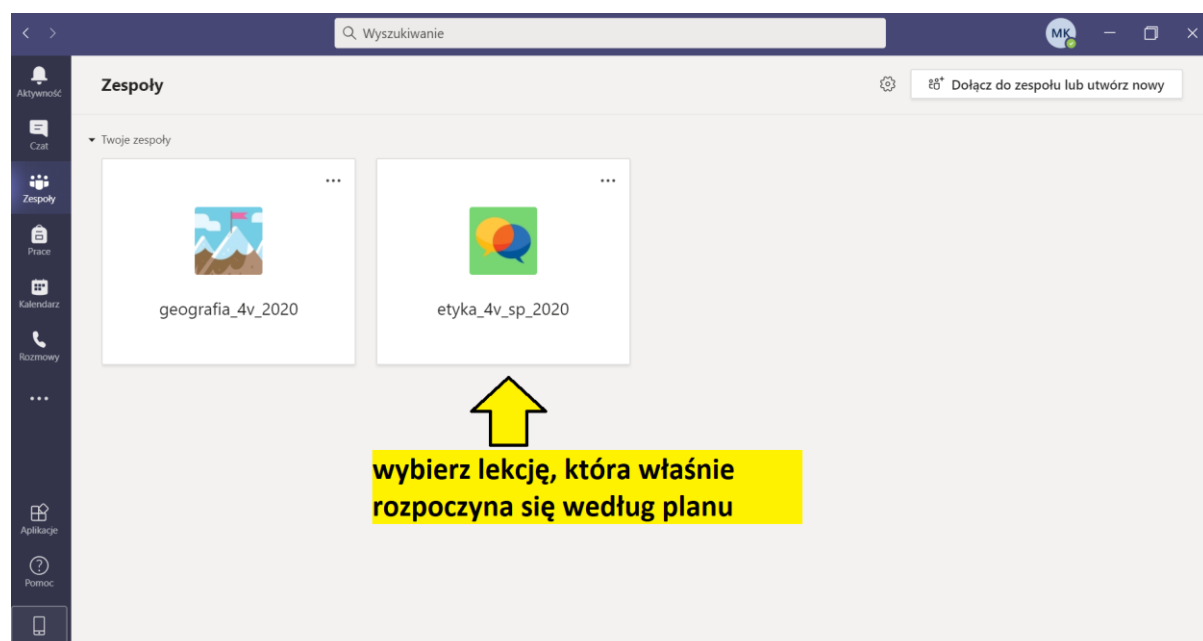 Wyszukiwanie
MK
Aktywność
Czat
Zespoły
Prace
Kalendarz
Rozmowy
Aplikacje
Pomoc
Zespoły
Dołącz do zespołu lub utwórz nowy
Twoje zespoły
geografia_4v_2020
etyka_4v_sp_2020
wybierz lekcję, która właśnie
rozpoczyna się według planu